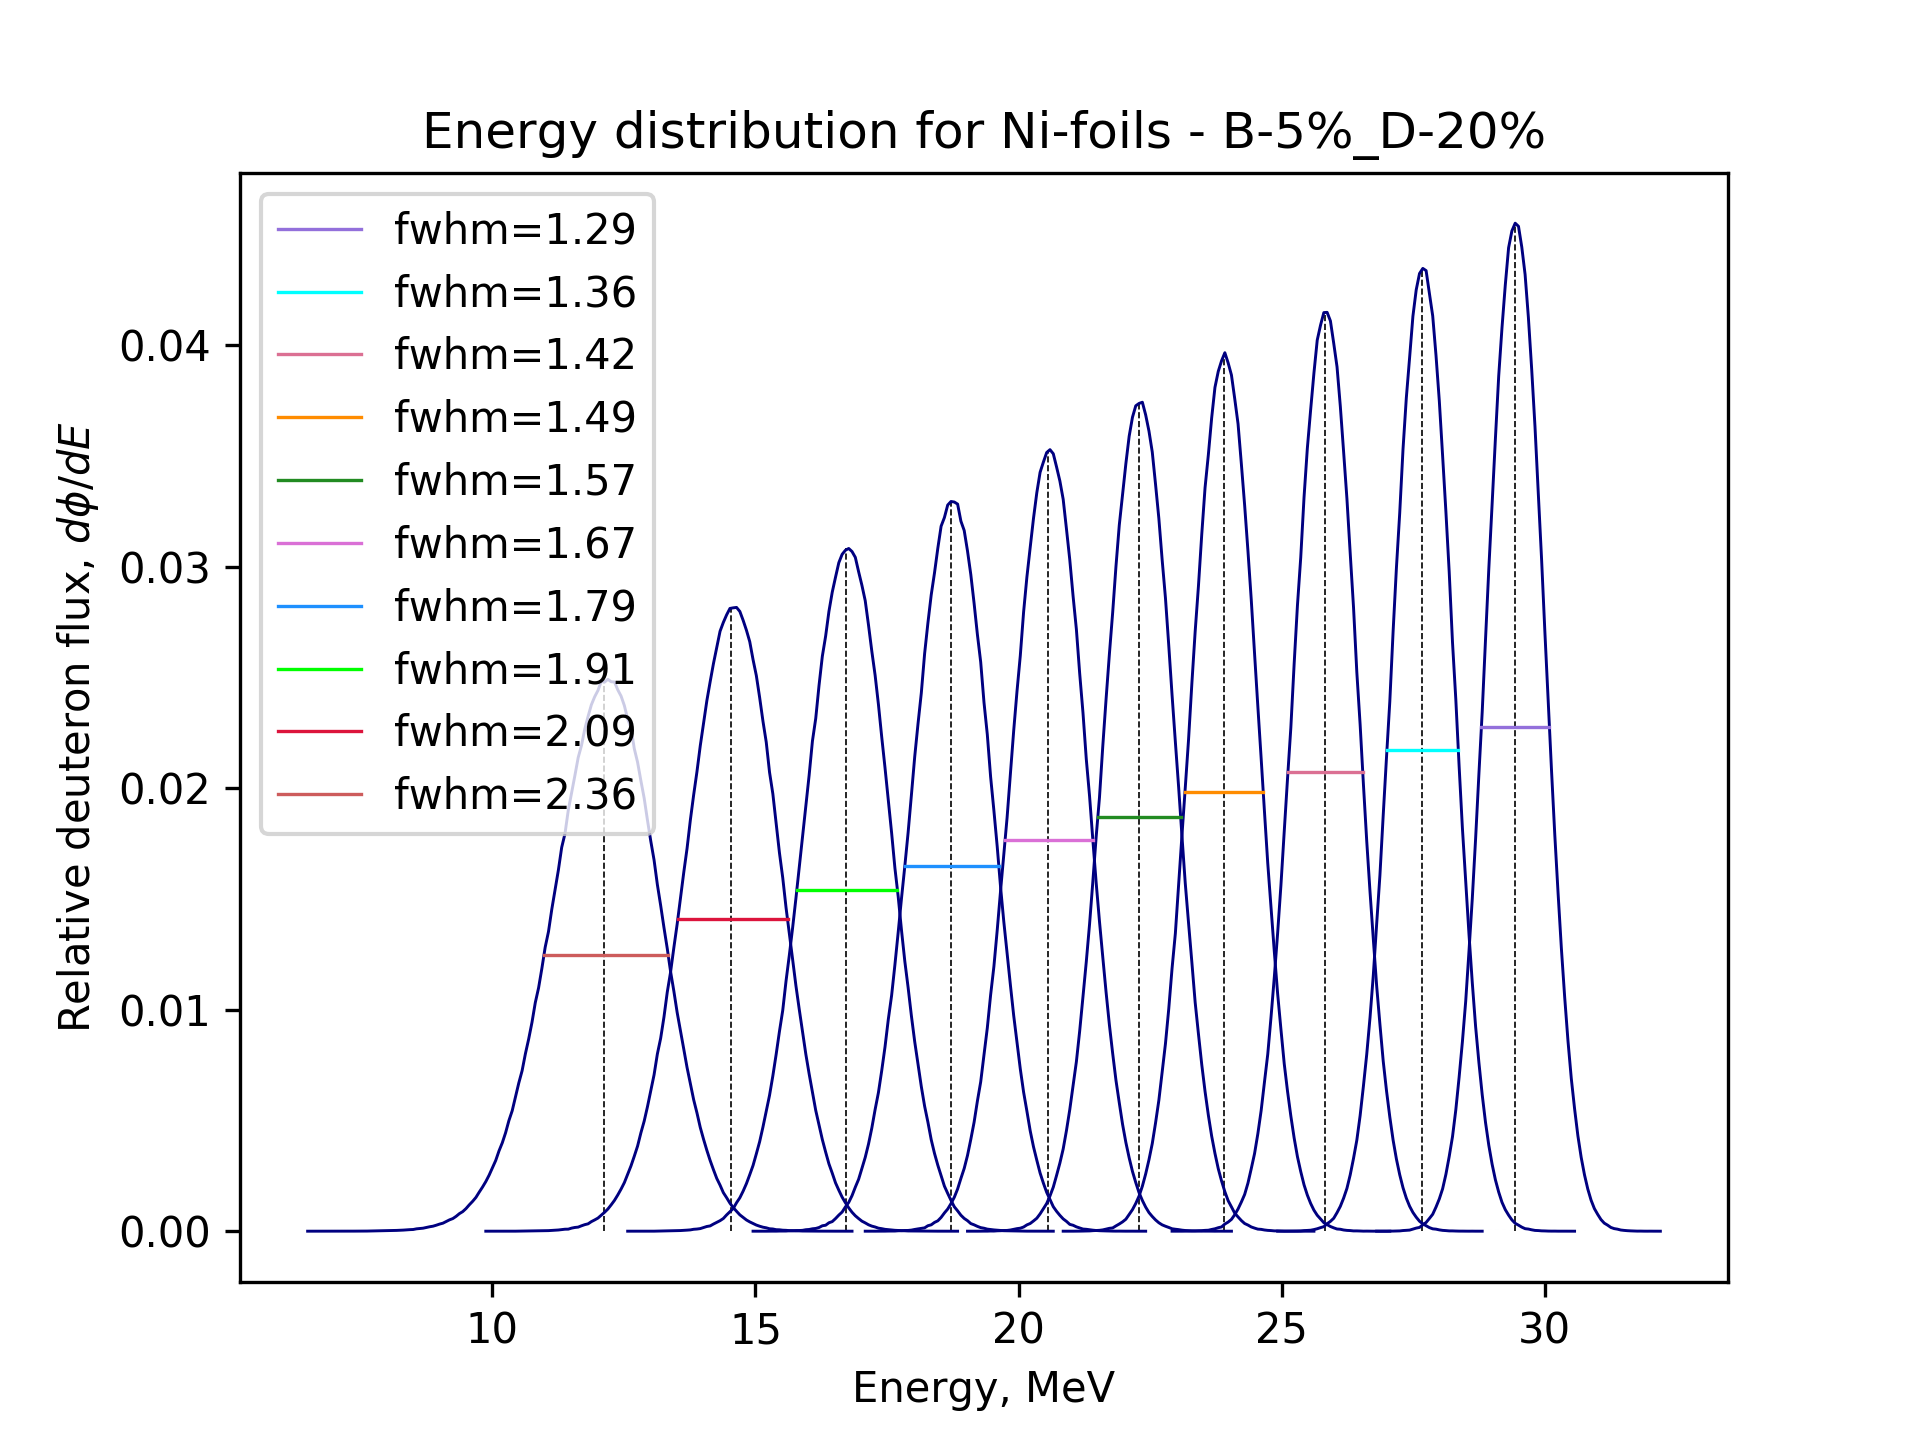 Energy distribution for Ni-foils - B-5%_D-20%
fwhm=1.29
fwhm=1.36
fwhm=1.42
fwhm=1.49
fwhm=1.57
fwhm=1.67
fwhm=1.79
fwhm=1.91
fwhm=2.09
fwhm=2.36
Relative deuteron flux, dϕ/dE
0.04
0.03
0.02
0.01
0.00
10 15 20 25 30
Energy, MeV